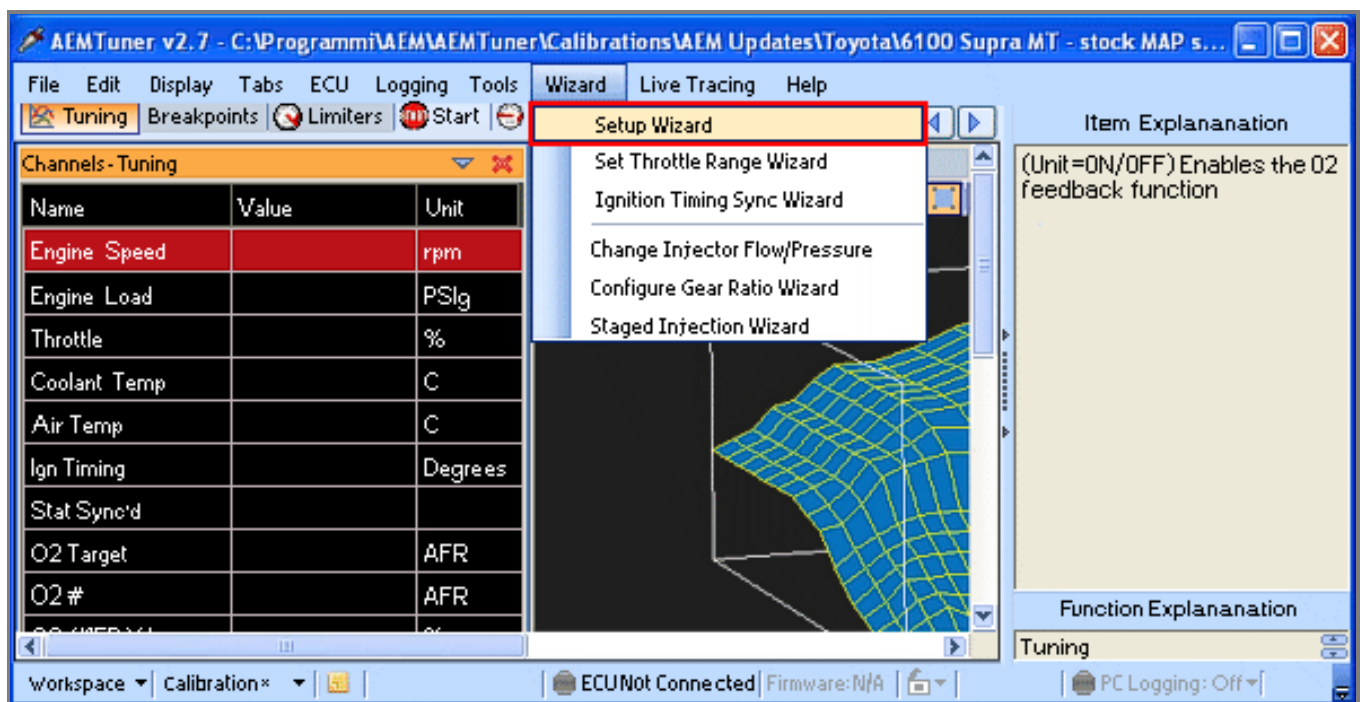 AEMTuner v2.7 - C:\Programmi\AEM\AEMTuner\Calibrations\AEM Updates\Toyota\6100 Supra MT - stock MAP s...
File Edit Display Tabs ECU Logging Tools Wizard Live Tracing Help
Tuning Breakpoints Limiters Start
Setup Wizard
Set Throttle Range Wizard
Ignition Timing Sync Wizard
Change Injector Flow/Pressure
Configure Gear Ratio Wizard
Staged Injection Wizard
Item Explananation
(Unit=ON/OFF) Enables the O2
feedback function
Channels - Tuning
Name Value Unit
Engine Speed rpm
Engine Load PSIg
Throttle %
Coolant Temp C
Air Temp C
Ign Timing Degrees
Stat Sync'd
O2 Target AFR
O2 # AFR
Function Explananation
Tuning
Workspace Calibration* ECU Not Connected Firmware: N/A PC Logging: Off